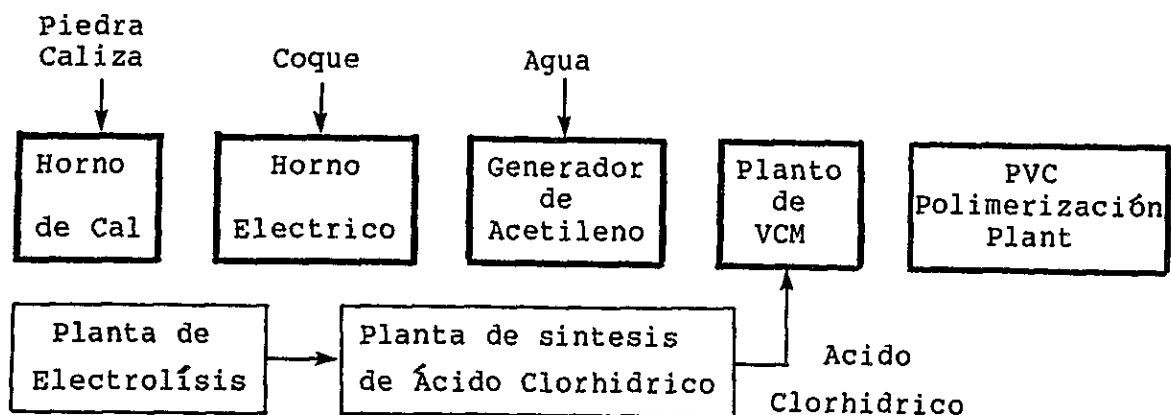 Piedra
Caliza
Coque
Agua
Horno
de Cal
Horno
Electrico
Generador
de
Acetileno
Planto
de
VCM
PVC
Polimerización
Plant
Planta de
Electrolísis
Planta de sintesis
de Ácido Clorhidrico
Acido
Clorhidrico